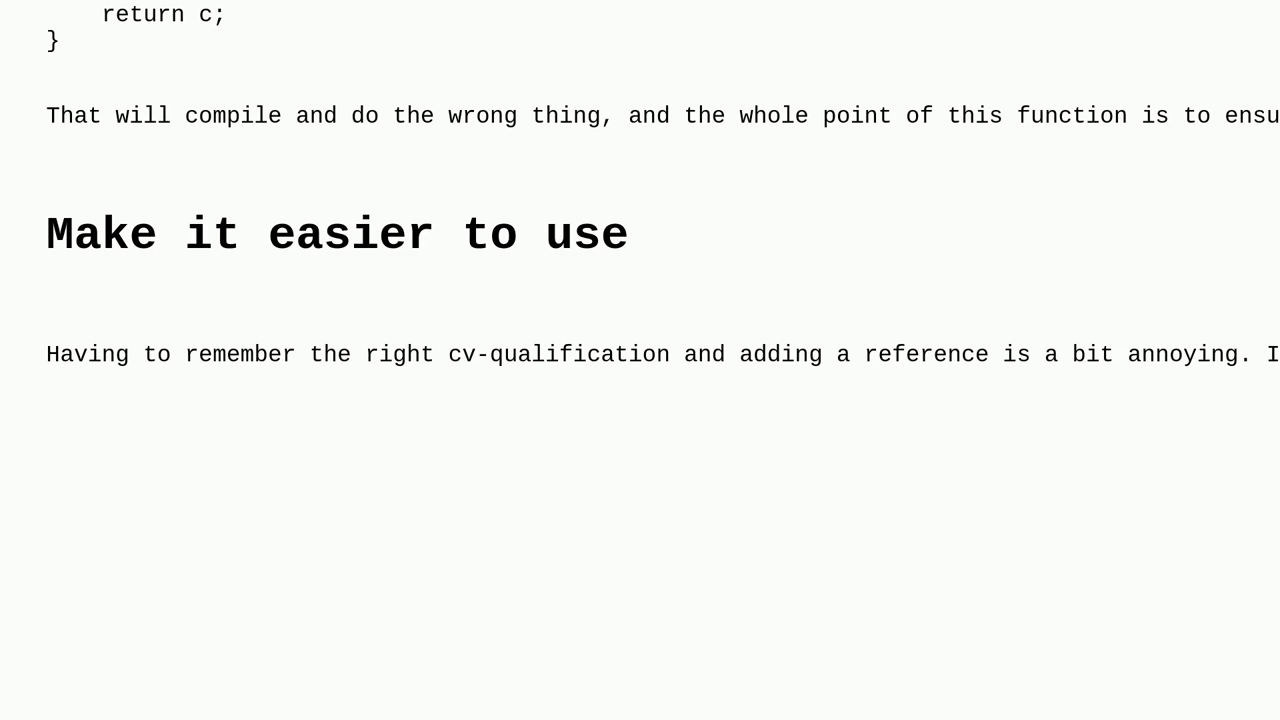 return c;
}
That will compile and do the wrong thing, and the whole point of this function is to
Make it easier to use
Having to remember the right cv-qualification and adding a reference is a bit annoying.